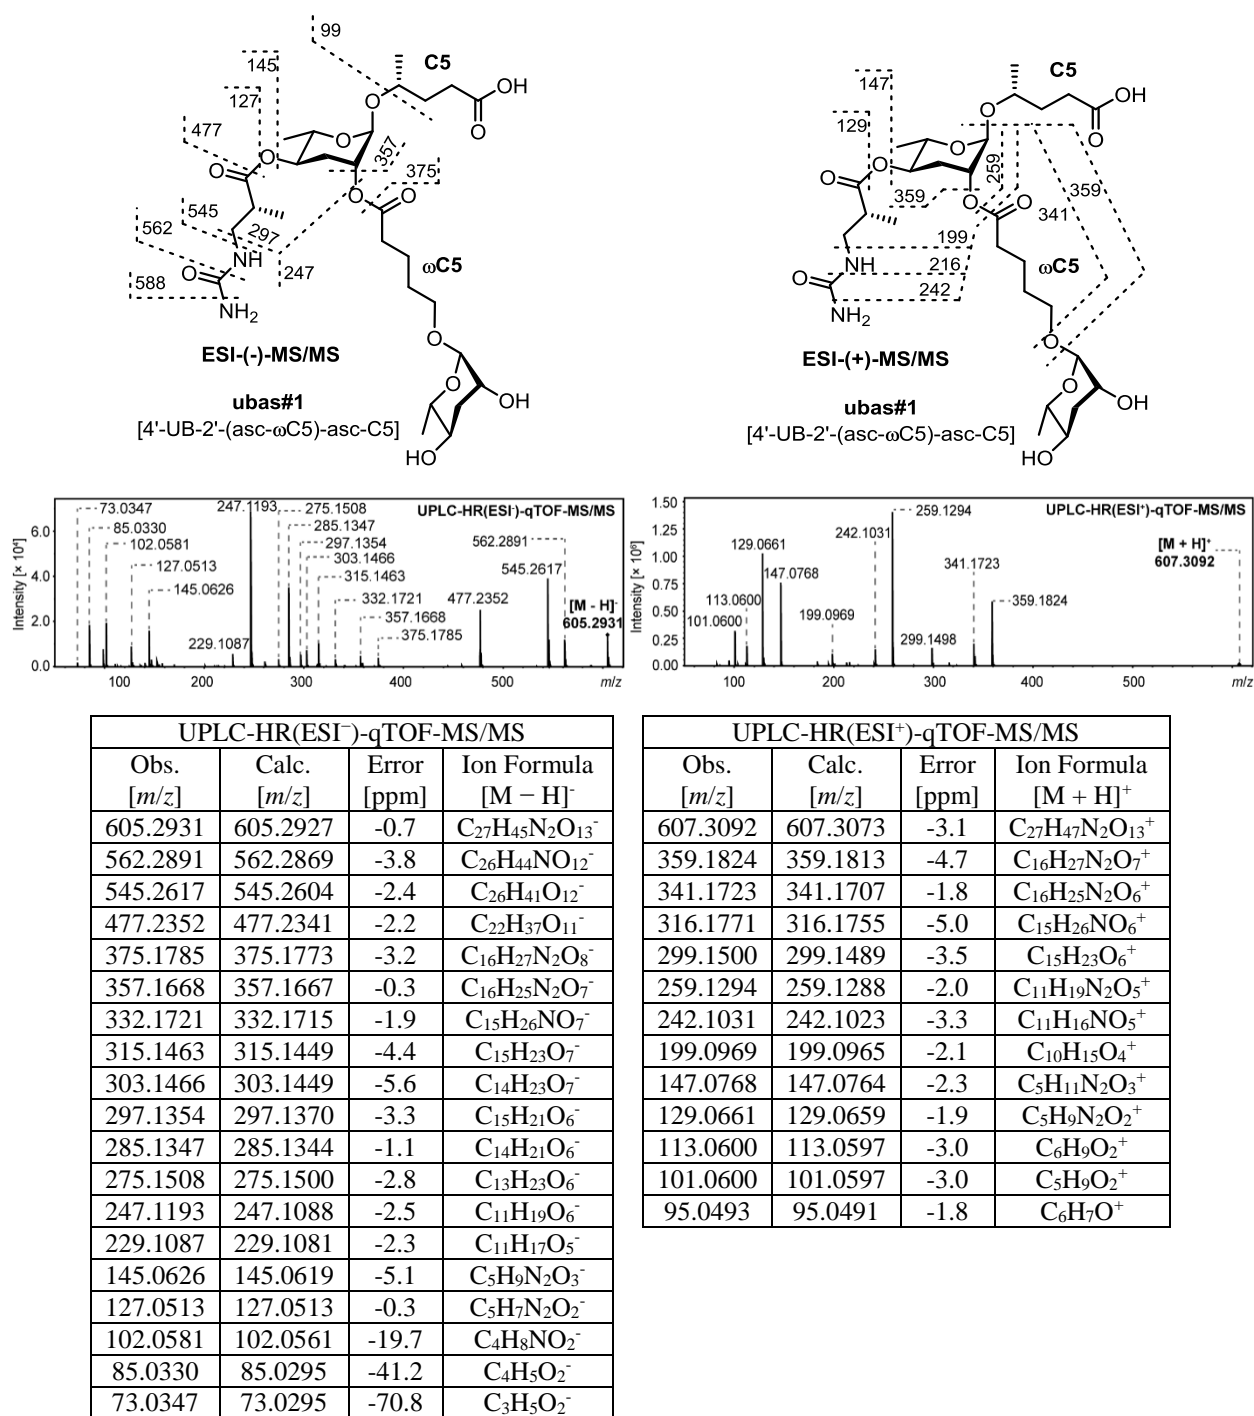 99
C5
145
OH
O
O
127
477
O
O
357
375
O
O
O
O
545
562
297
NH
247
O
588
NH₂
ωC5
O
O
OH
HO
ESI-(-)-MS/MS
ubas#1
[4'-UB-2'-(asc-ωC5)-asc-C5]
C5
147
OH
O
O
129
O
O
259
359
O
O
359
O
O
341
199
NH
216
ωC5
O
242
NH₂
O
O
OH
HO
ESI-(+)-MS/MS
ubas#1
[4'-UB-2'-(asc-ωC5)-asc-C5]
UPLC-HR(ESI⁻)-qTOF-MS/MS
73.0347
85.0330
102.0581
127.0513
145.0626
229.1087
247.1193
275.1508
285.1347
297.1354
303.1466
315.1463
332.1721
357.1668
375.1785
477.2352
545.2617
562.2891
[M - H]⁻
605.2931
Intensity [× 10⁴]
6.0
4.0
2.0
0.0
100 200 300 400 500 m/z
UPLC-HR(ESI⁺)-qTOF-MS/MS
259.1294
242.1031
129.0661
147.0768
113.0600
101.0600
199.0969
299.1498
341.1723
359.1824
[M + H]⁺
607.3092
Intensity [× 10⁶]
1.50
1.25
1.00
0.75
0.50
0.25
0.00
100 200 300 400 500 m/z
UPLC-HR(ESI⁻)-qTOF-MS/MS
Obs. Calc. Error Ion Formula
[m/z] [m/z] [ppm] [M − H]⁻
605.2931 605.2927 -0.7 C₂₇H₄₅N₂O₁₃⁻
562.2891 562.2869 -3.8 C₂₆H₄₄NO₁₂⁻
545.2617 545.2604 -2.4 C₂₆H₄₁O₁₂⁻
477.2352 477.2341 -2.2 C₂₂H₃₇O₁₁⁻
375.1785 375.1773 -3.2 C₁₆H₂₇N₂O₈⁻
357.1668 357.1667 -0.3 C₁₆H₂₅N₂O₇⁻
332.1721 332.1715 -1.9 C₁₅H₂₆NO₇⁻
315.1463 315.1449 -4.4 C₁₅H₂₃O₇⁻
303.1466 303.1449 -5.6 C₁₄H₂₃O₇⁻
297.1354 297.1370 -3.3 C₁₅H₂₁O₆⁻
285.1347 285.1344 -1.1 C₁₄H₂₁O₆⁻
275.1508 275.1500 -2.8 C₁₃H₂₃O₆⁻
247.1193 247.1088 -2.5 C₁₁H₁₉O₆⁻
229.1087 229.1081 -2.3 C₁₁H₁₇O₅⁻
145.0626 145.0619 -5.1 C₅H₉N₂O₃⁻
127.0513 127.0513 -0.3 C₅H₇N₂O₂⁻
102.0581 102.0561 -19.7 C₄H₈NO₂⁻
85.0330 85.0295 -41.2 C₄H₅O₂⁻
73.0347 73.0295 -70.8 C₃H₅O₂⁻
UPLC-HR(ESI⁺)-qTOF-MS/MS
Obs. Calc. Error Ion Formula
[m/z] [m/z] [ppm] [M + H]⁺
607.3092 607.3073 -3.1 C₂₇H₄₇N₂O₁₃⁺
359.1824 359.1813 -4.7 C₁₆H₂₇N₂O₇⁺
341.1723 341.1707 -1.8 C₁₆H₂₅N₂O₆⁺
316.1771 316.1755 -5.0 C₁₅H₂₆NO₆⁺
299.1500 299.1489 -3.5 C₁₅H₂₃O₆⁺
259.1294 259.1288 -2.0 C₁₁H₁₉N₂O₅⁺
242.1031 242.1023 -3.3 C₁₁H₁₆NO₅⁺
199.0969 199.0965 -2.1 C₁₀H₁₅O₄⁺
147.0768 147.0764 -2.3 C₅H₁₁N₂O₃⁺
129.0661 129.0659 -1.9 C₅H₉N₂O₂⁺
113.0600 113.0597 -3.0 C₆H₉O₂⁺
101.0600 101.0597 -3.0 C₅H₉O₂⁺
95.0493 95.0491 -1.8 C₆H₇O⁺